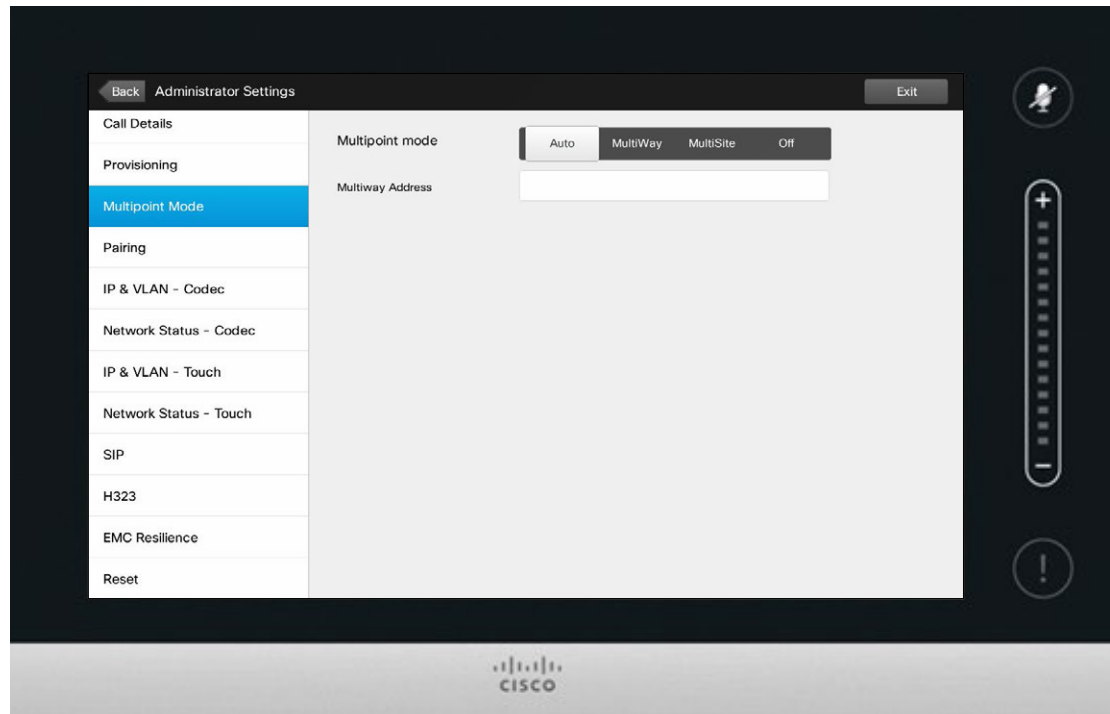 Back Administrator Settings Exit
Call Details
Provisioning
Multipoint Mode
Pairing
IP & VLAN - Codec
Network Status - Codec
IP & VLAN - Touch
Network Status - Touch
SIP
H323
EMC Resilience
Reset
Multipoint mode Auto MultiWay MultiSite Off
Multiway Address
+
−
!
CISCO